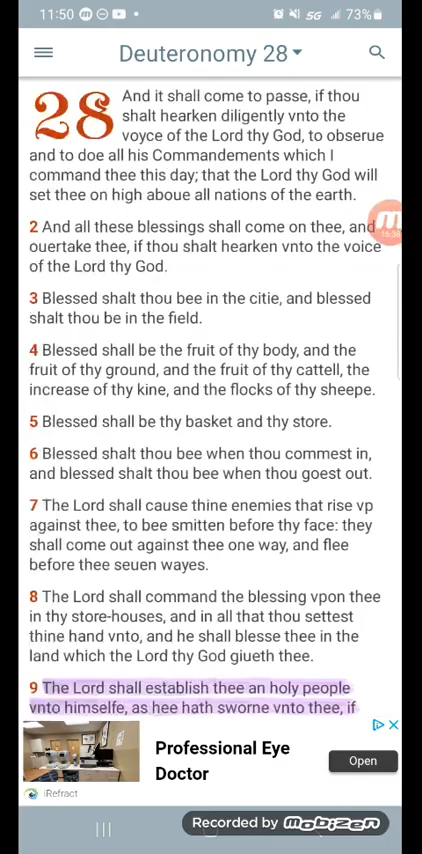 11:50 5G 73%
Deuteronomy 28
28 And it shall come to passe, if thou
shalt hearken diligently vnto the
voyce of the Lord thy God, to obserue
and to doe all his Commandements which I
command thee this day; that the Lord thy God will
set thee on high aboue all nations of the earth.
16:38
2 And all these blessings shall come on thee, and
ouertake thee, if thou shalt hearken vnto the voice
of the Lord thy God.
3 Blessed shalt thou bee in the citie, and blessed
shalt thou be in the field.
4 Blessed shall be the fruit of thy body, and the
fruit of thy ground, and the fruit of thy cattell, the
increase of thy kine, and the flocks of thy sheepe.
5 Blessed shall be thy basket and thy store.
6 Blessed shalt thou bee when thou commest in,
and blessed shalt thou bee when thou goest out.
7 The Lord shall cause thine enemies that rise vp
against thee, to bee smitten before thy face: they
shall come out against thee one way, and flee
before thee seuen wayes.
8 The Lord shall command the blessing vpon thee
in thy store-houses, and in all that thou settest
thine hand vnto, and he shall blesse thee in the
land which the Lord thy God giueth thee.
9 The Lord shall establish thee an holy people
vnto himselfe, as hee hath sworne vnto thee, if
Professional Eye
Doctor
Open
iRefract
Recorded by mobizen